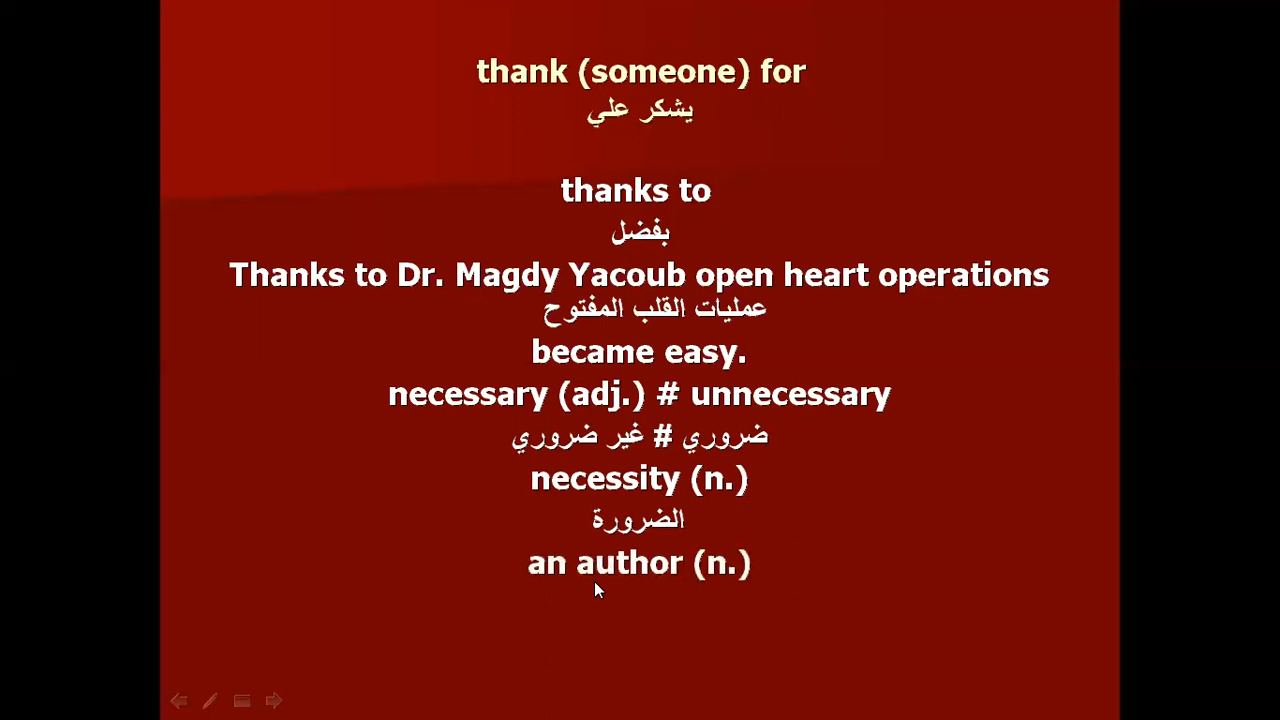 thank (someone) for
يشكر علي
thanks to
بفضل
Thanks to Dr. Magdy Yacoub open heart operations
عمليات القلب المفتوح
became easy.
necessary (adj.) # unnecessary
ضروري # غير ضروري
necessity (n.)
الضرورة
an author (n.)